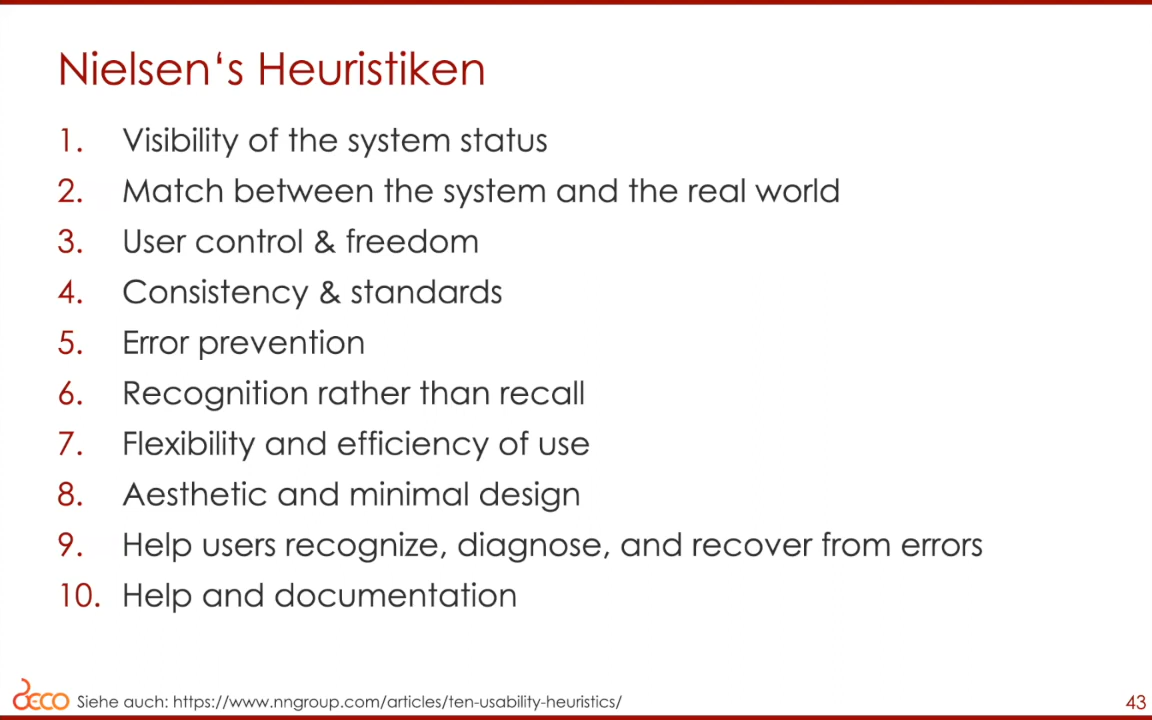 Nielsen‘s Heuristiken
1. Visibility of the system status
2. Match between the system and the real world
3. User control & freedom
4. Consistency & standards
5. Error prevention
6. Recognition rather than recall
7. Flexibility and efficiency of use
8. Aesthetic and minimal design
9. Help users recognize, diagnose, and recover from errors
10. Help and documentation
DECO Siehe auch: https://www.nngroup.com/articles/ten-usability-heuristics/
43